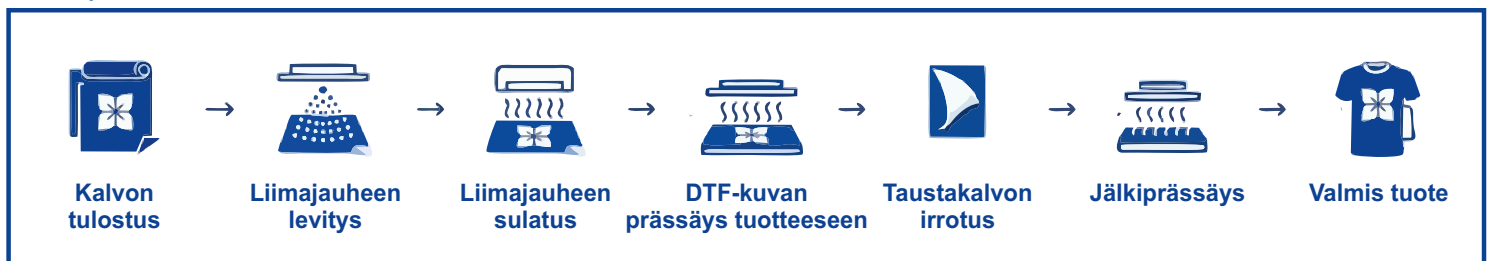 Kalvon
tulostus
Liimajauheen
levitys
Liimajauheen
sulatus
DTF-kuvan
prässäys tuotteeseen
Taustakalvon
irrotus
Jälkiprässäys
Valmis tuote